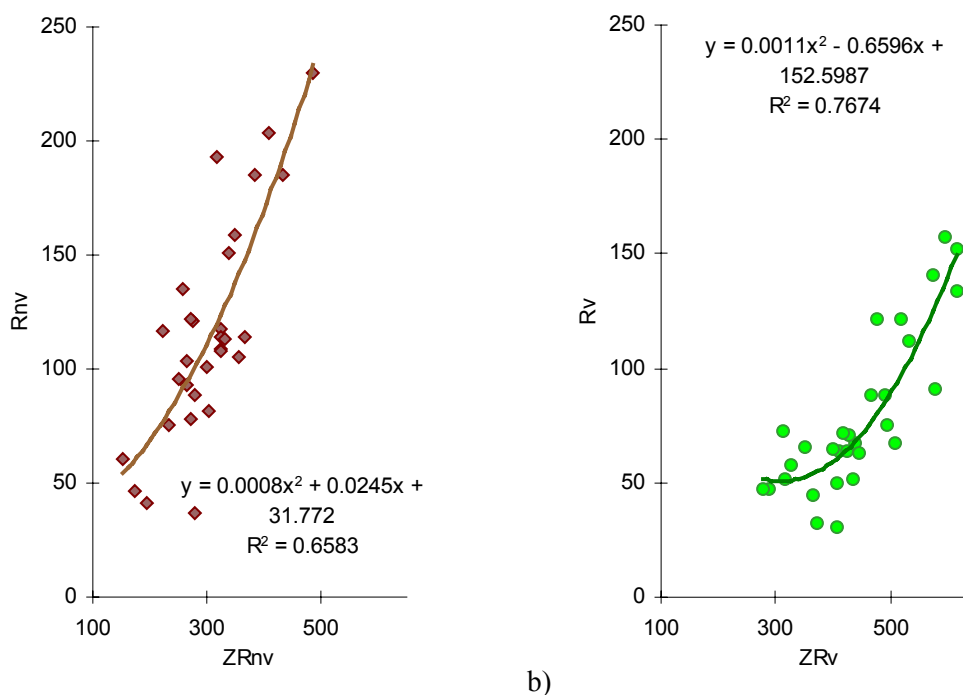 250
200
150
100
50
0
Rnv
100 300 500
ZRnv
y = 0.0008x² + 0.0245x +
31.772
R² = 0.6583
250
200
150
100
50
0
Rv
100 300 500
ZRv
y = 0.0011x² - 0.6596x +
152.5987
R² = 0.7674
b)